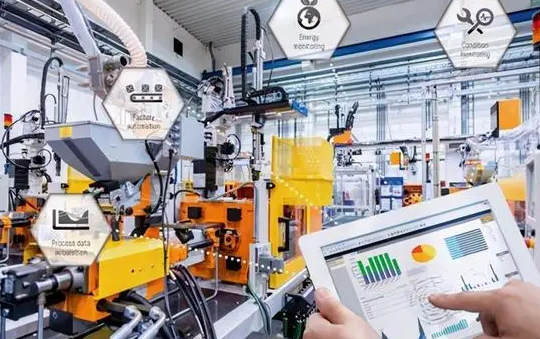 Energy
monitoring
Condition
monitoring
Factory
automation
Process data
acquisition